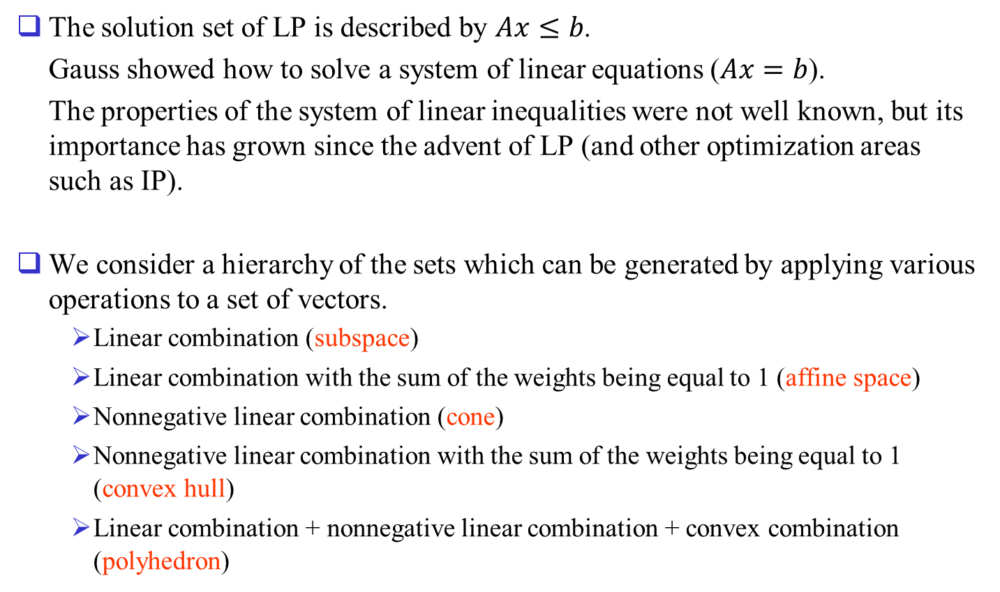 The solution set of LP is described by Ax ≤ b.
Gauss showed how to solve a system of linear equations (Ax = b).
The properties of the system of linear inequalities were not well known, but its
importance has grown since the advent of LP (and other optimization areas
such as IP).
We consider a hierarchy of the sets which can be generated by applying various
operations to a set of vectors.
Linear combination (subspace)
Linear combination with the sum of the weights being equal to 1 (affine space)
Nonnegative linear combination (cone)
Nonnegative linear combination with the sum of the weights being equal to 1
(convex hull)
Linear combination + nonnegative linear combination + convex combination
(polyhedron)